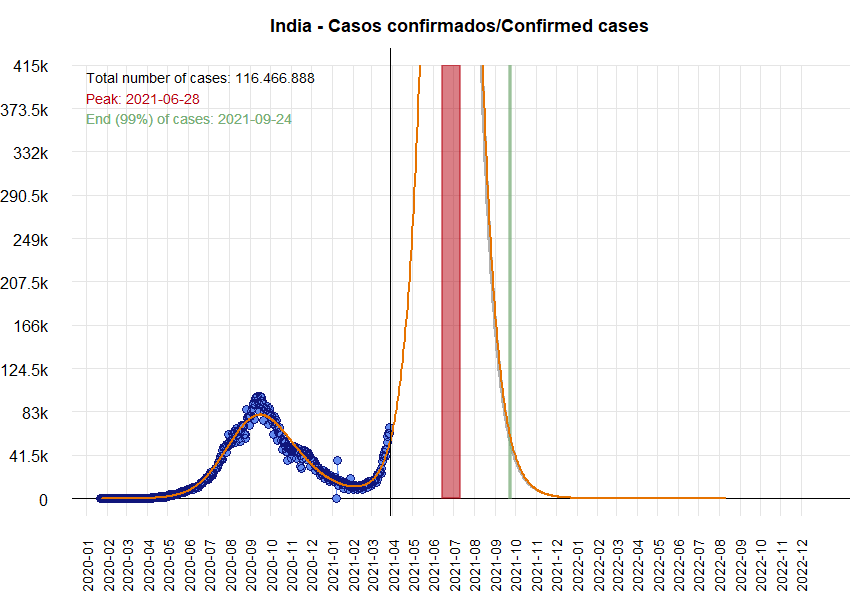 India - Casos confirmados/Confirmed cases
415k
373.5k
332k
290.5k
249k
207.5k
166k
124.5k
83k
41.5k
0
Total number of cases: 116.466.888
Peak: 2021-06-28
End (99%) of cases: 2021-09-24
2020-01
2020-02
2020-03
2020-04
2020-05
2020-06
2020-07
2020-08
2020-09
2020-10
2020-11
2020-12
2021-01
2021-02
2021-03
2021-04
2021-05
2021-06
2021-07
2021-08
2021-09
2021-10
2021-11
2021-12
2022-01
2022-02
2022-03
2022-04
2022-05
2022-06
2022-07
2022-08
2022-09
2022-10
2022-11
2022-12